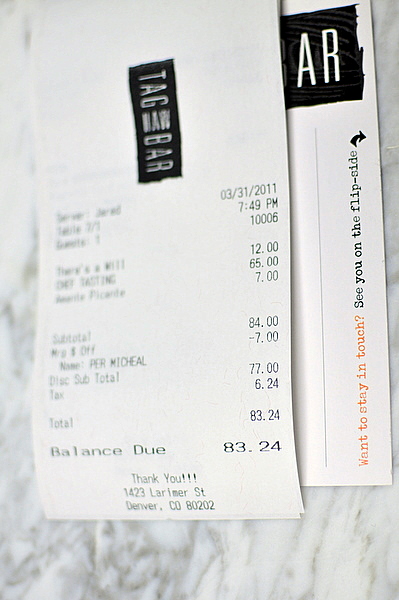 TAG RAW BAR
03/31/2011
Server: Jared 7:49 PM
Table 7/1 10006
Guests: 1
There's a Will 12.00
CHEF TASTING 65.00
Amante Picante 7.00
Subtotal 84.00
Mrg $ Off -7.00
Name: PER MICHEAL
Disc Sub Total 77.00
Tax 6.24
Total 83.24
Balance Due 83.24
Thank You!!!
1423 Larimer St
Denver, CO 80202
AR
Want to stay in touch? See you on the flip-side